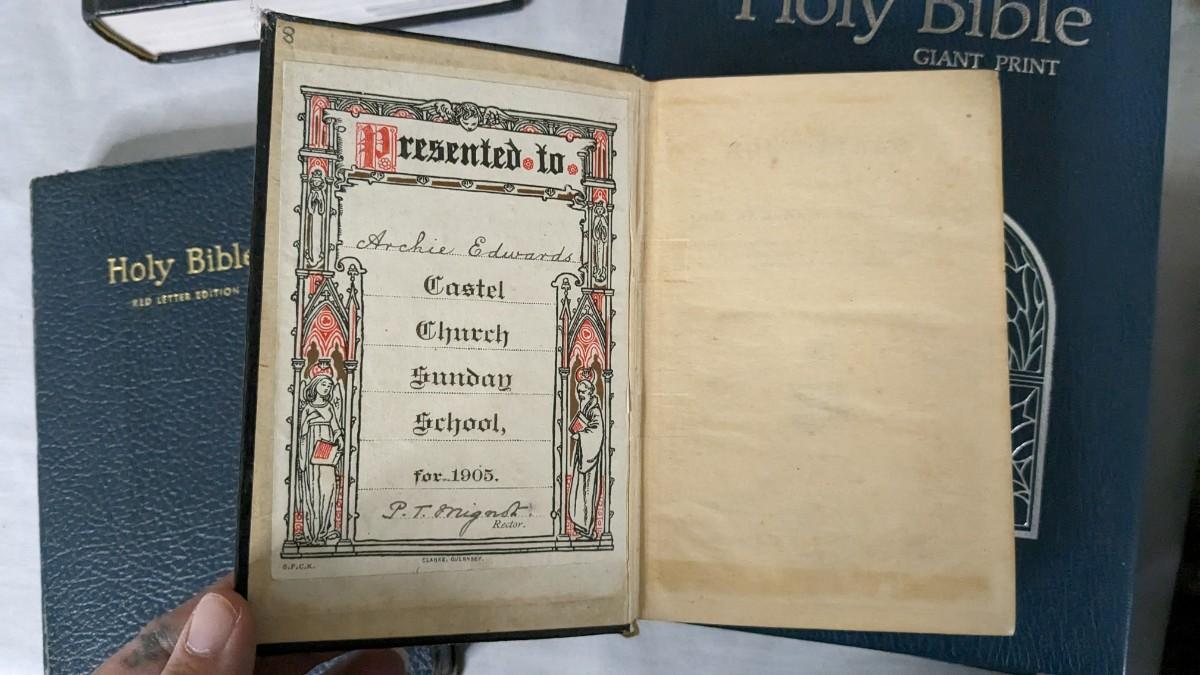 Holy Bible
GIANT PRINT
Holy Bible
RED LETTER EDITION
8
Presented to
Archie Edwards
Castel
Church
Sunday
School,
for 1905.
P. T. Mignot.
Rector.
CLARKE, GUERNSEY.
S.P.C.K.